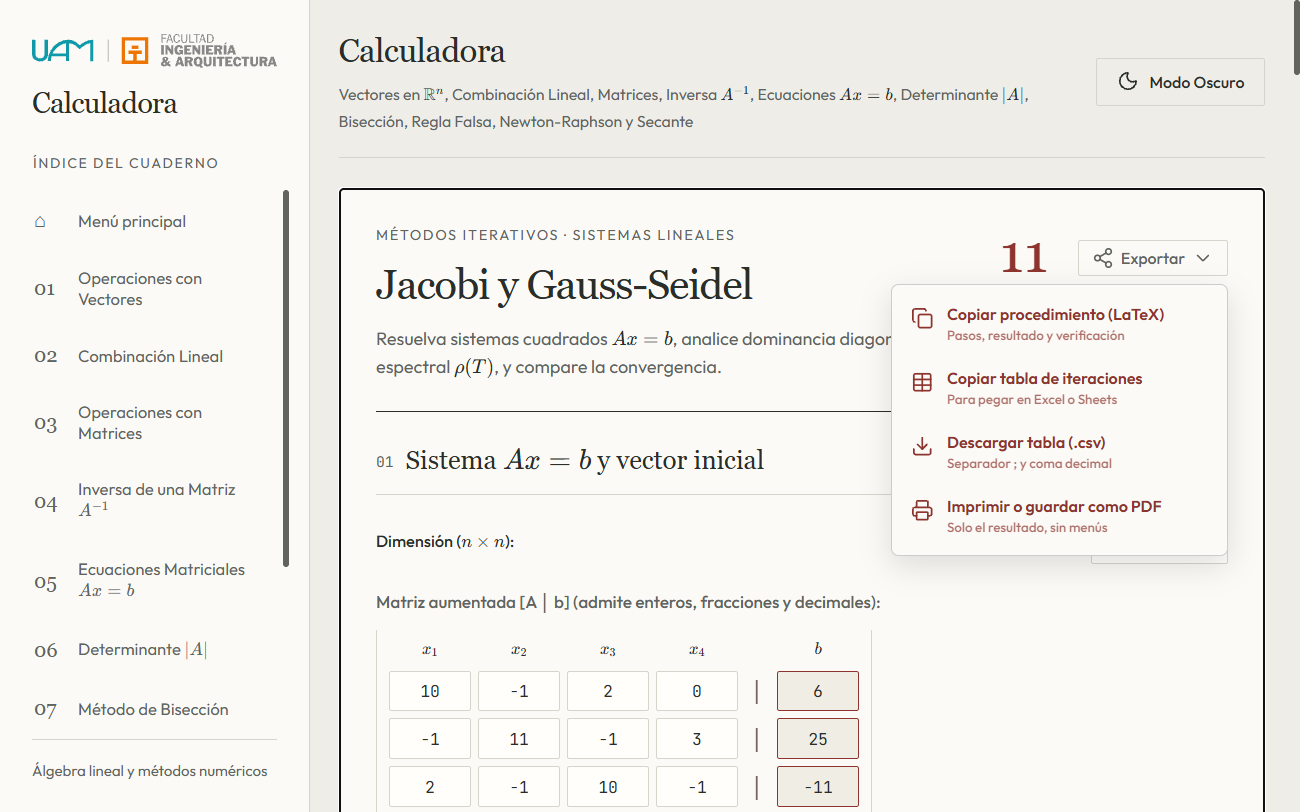 UAM
FACULTAD
INGENIERÍA
& ARQUITECTURA
Calculadora
ÍNDICE DEL CUADERNO
Menú principal
01 Operaciones con
Vectores
02 Combinación Lineal
03 Operaciones con
Matrices
04 Inversa de una Matriz
A⁻¹
05 Ecuaciones Matriciales
Ax = b
06 Determinante |A|
07 Método de Bisección
Álgebra lineal y métodos numéricos
Calculadora
Vectores en ℝⁿ, Combinación Lineal, Matrices, Inversa A⁻¹, Ecuaciones Ax = b, Determinante |A|,
Bisección, Regla Falsa, Newton-Raphson y Secante
Modo Oscuro
MÉTODOS ITERATIVOS · SISTEMAS LINEALES
Jacobi y Gauss-Seidel
11
Exportar
Resuelva sistemas cuadrados Ax = b, analice dominancia diagon
espectral ρ(T), y compare la convergencia.
Copiar procedimiento (LaTeX)
Pasos, resultado y verificación
Copiar tabla de iteraciones
Para pegar en Excel o Sheets
Descargar tabla (.csv)
Separador ; y coma decimal
Imprimir o guardar como PDF
Solo el resultado, sin menús
01 Sistema Ax = b y vector inicial
Dimensión (n × n):
Matriz aumentada [A | b] (admite enteros, fracciones y decimales):
x₁ x₂ x₃ x₄ b
10 -1 2 0 | 6
-1 11 -1 3 | 25
2 -1 10 -1 | -11